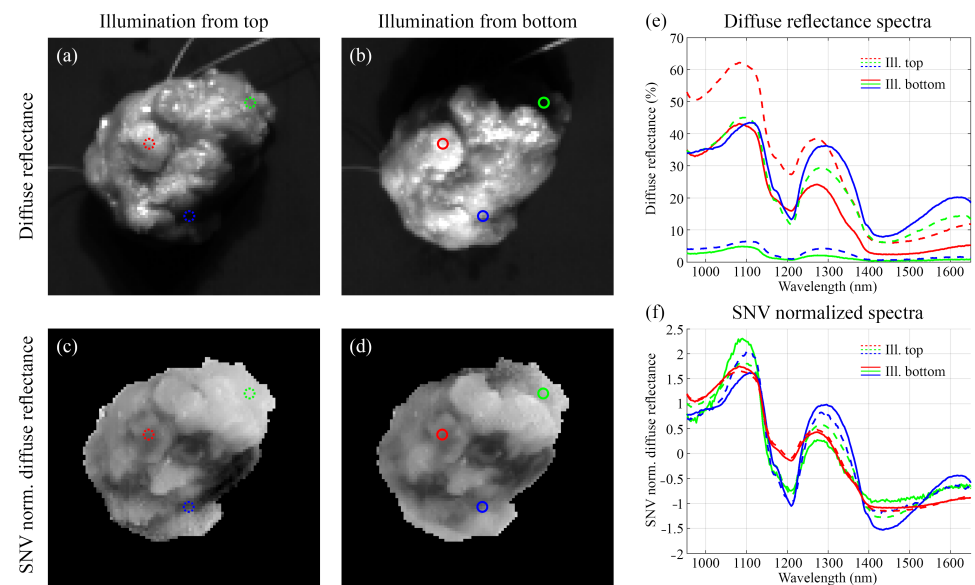 Illumination from top
Illumination from bottom
Diffuse reflectance
(a)
(b)
SNV normalized diffuse reflectance
(c)
(d)
(e)
Diffuse reflectance spectra
Diffuse reflectance (%)
70
60
50
40
30
20
10
0
Ill. top
Ill. bottom
1000 1100 1200 1300 1400 1500 1600
Wavelength (nm)
(f)
SNV normalized spectra
SNV norm. diffuse reflectance
2.5
2
1.5
1
0.5
0
−0.5
−1
−1.5
−2
Ill. top
Ill. bottom
1000 1100 1200 1300 1400 1500 1600
Wavelength (nm)